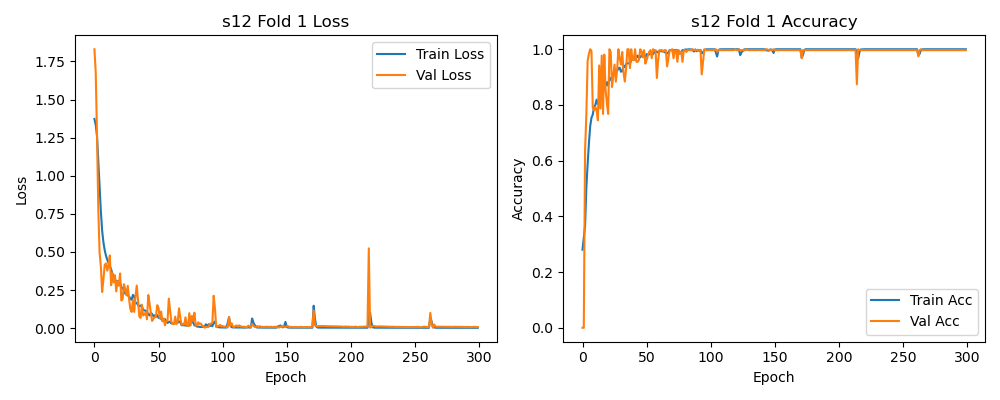 s12 Fold 1 Loss
Train Loss
Val Loss
1.75
1.50
1.25
1.00
0.75
0.50
0.25
0.00
Loss
0 50 100 150 200 250 300
Epoch
s12 Fold 1 Accuracy
1.0
0.8
0.6
0.4
0.2
0.0
Accuracy
Train Acc
Val Acc
0 50 100 150 200 250 300
Epoch